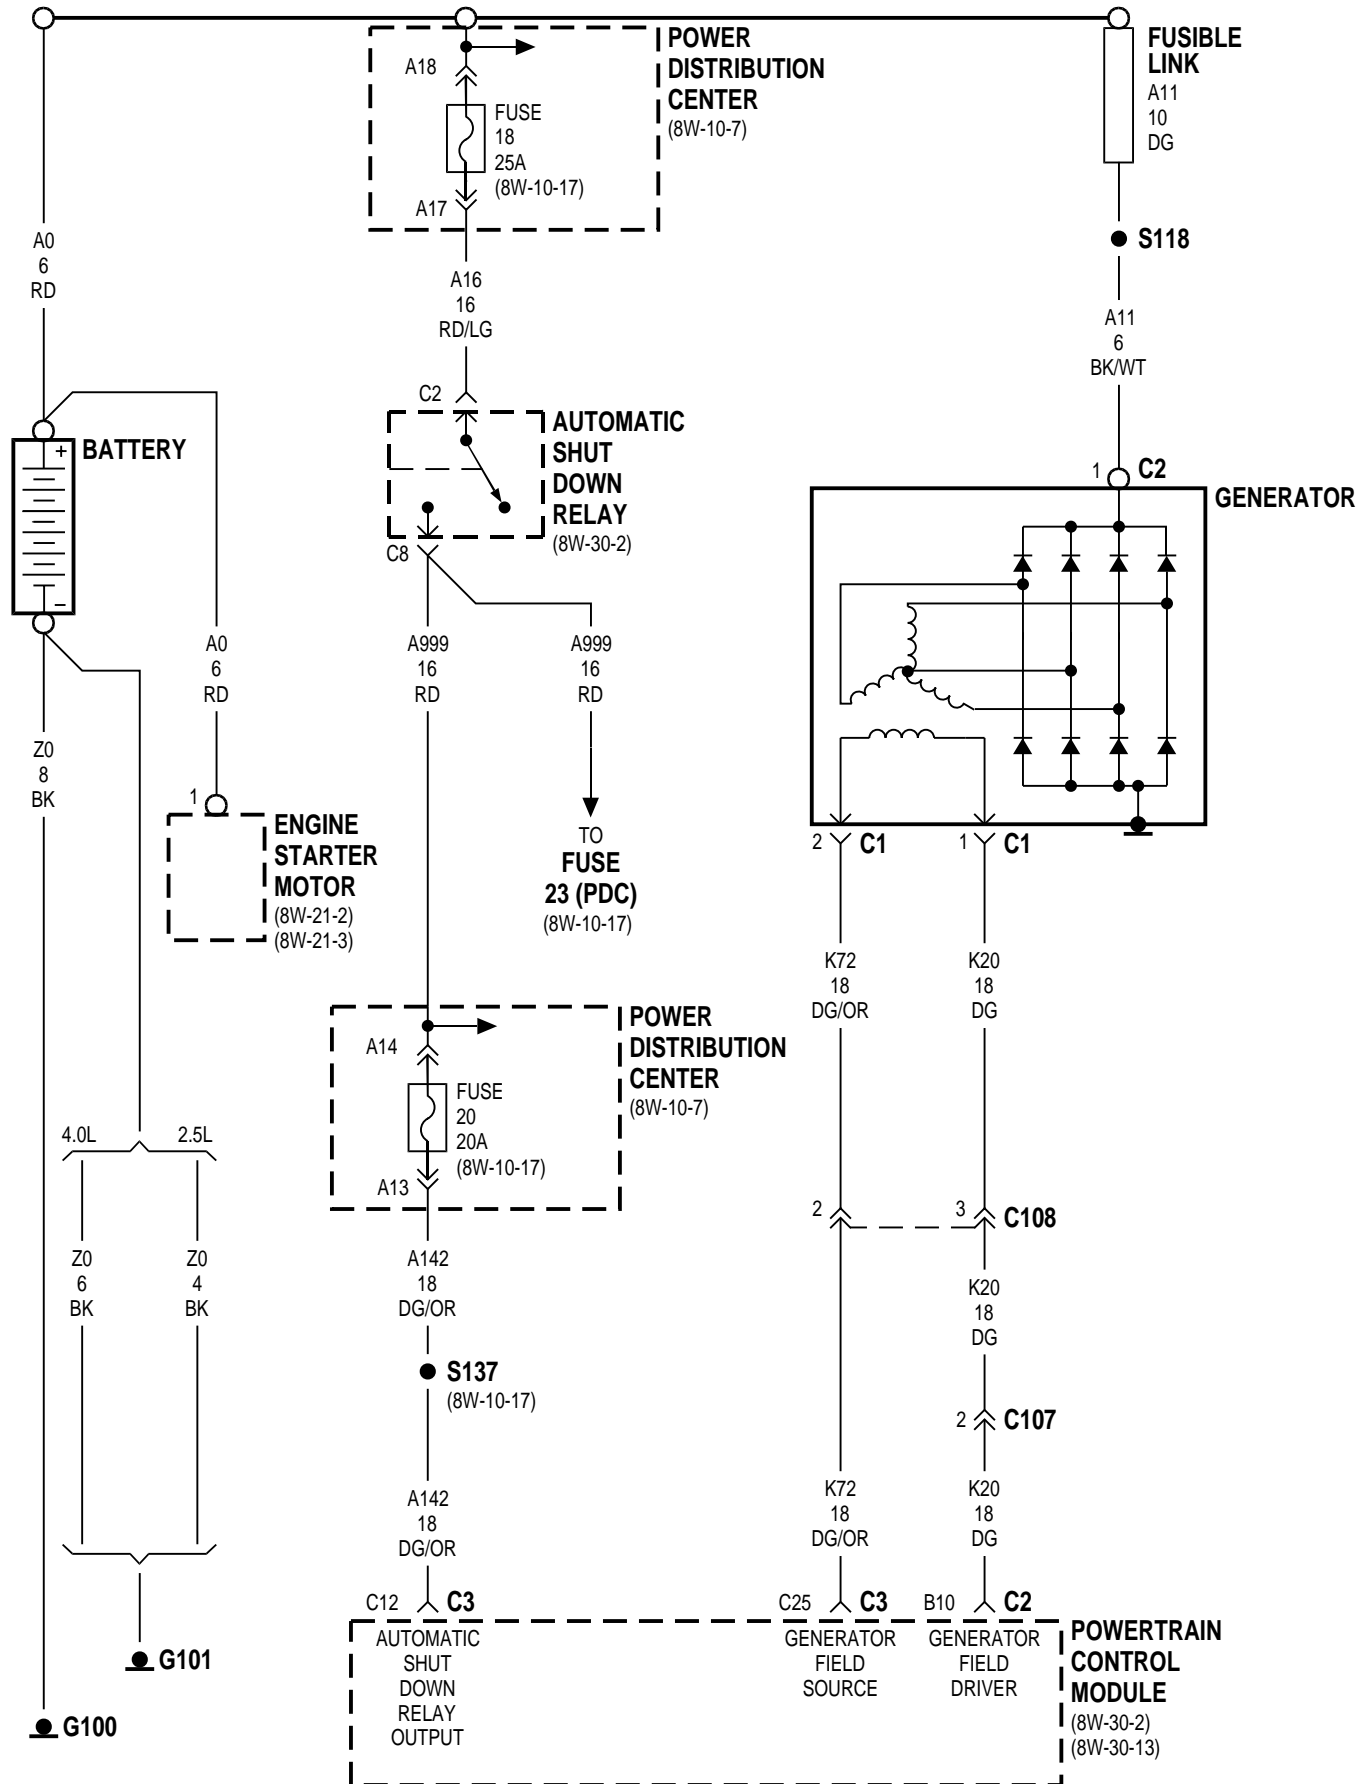 POWER
DISTRIBUTION
CENTER
(8W-10-7)
A18
FUSE
18
25A
(8W-10-17)
A17
FUSIBLE
LINK
A11
10
DG
S118
A11
6
BK/WT
A0
6
RD
A16
16
RD/LG
C2
AUTOMATIC
SHUT
DOWN
RELAY
(8W-30-2)
C8
+
BATTERY
–
1
C2
GENERATOR
A0
6
RD
A999
16
RD
A999
16
RD
Z0
8
BK
1
ENGINE
STARTER
MOTOR
(8W-21-2)
(8W-21-3)
TO
FUSE
23 (PDC)
(8W-10-17)
2
C1
1
C1
K72
18
DG/OR
K20
18
DG
POWER
DISTRIBUTION
CENTER
(8W-10-7)
A14
FUSE
20
20A
(8W-10-17)
A13
4.0L
2.5L
2
3
C108
Z0
6
BK
Z0
4
BK
A142
18
DG/OR
K20
18
DG
S137
(8W-10-17)
2
C107
A142
18
DG/OR
K72
18
DG/OR
K20
18
DG
C12
C3
C25
C3
B10
C2
AUTOMATIC
SHUT
DOWN
RELAY
OUTPUT
GENERATOR
FIELD
SOURCE
GENERATOR
FIELD
DRIVER
POWERTRAIN
CONTROL
MODULE
(8W-30-2)
(8W-30-13)
G101
G100